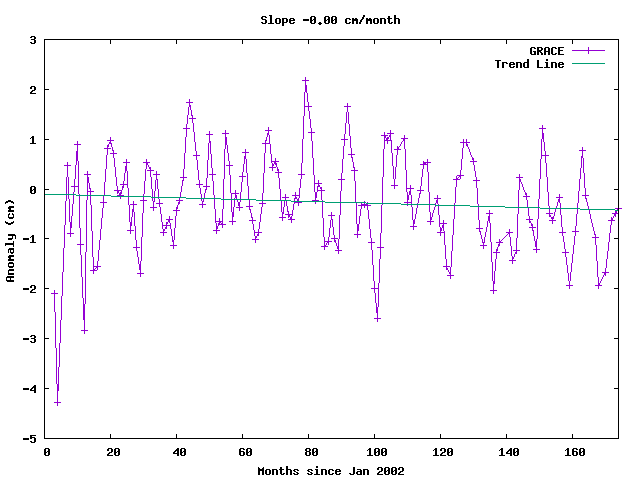 Slope -0.00 cm/month
GRACE
Trend Line
3
2
1
0
-1
-2
-3
-4
-5
Anomaly (cm)
0 20 40 60 80 100 120 140 160
Months since Jan 2002